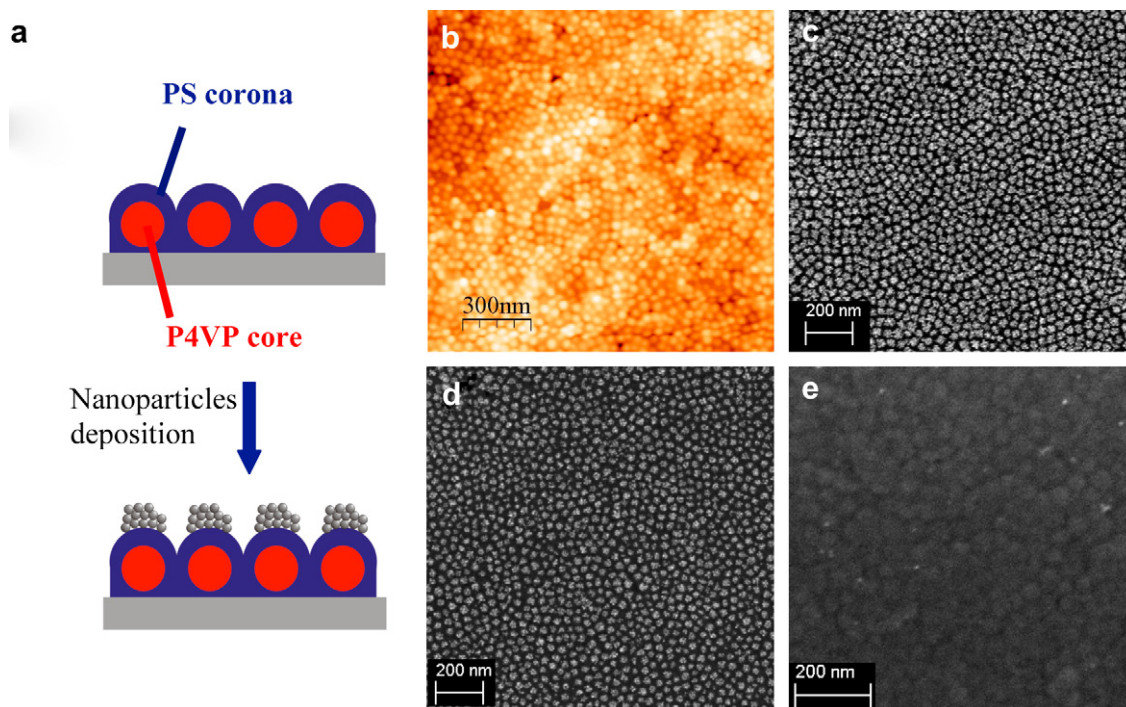 a
PS corona
P4VP core
Nanoparticles
deposition
b
300nm
c
200 nm
d
200 nm
e
200 nm